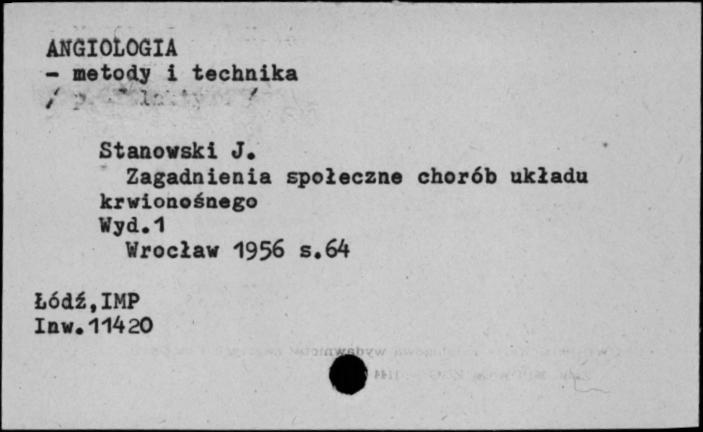 ANGIOLOGIA
- metody i technika
Stanowski J.
Zagadnienia społeczne chorób układu
krwionośnego
Wyd.1
Wrocław 1956 s.64
Łódź,IMP
Inw.11420